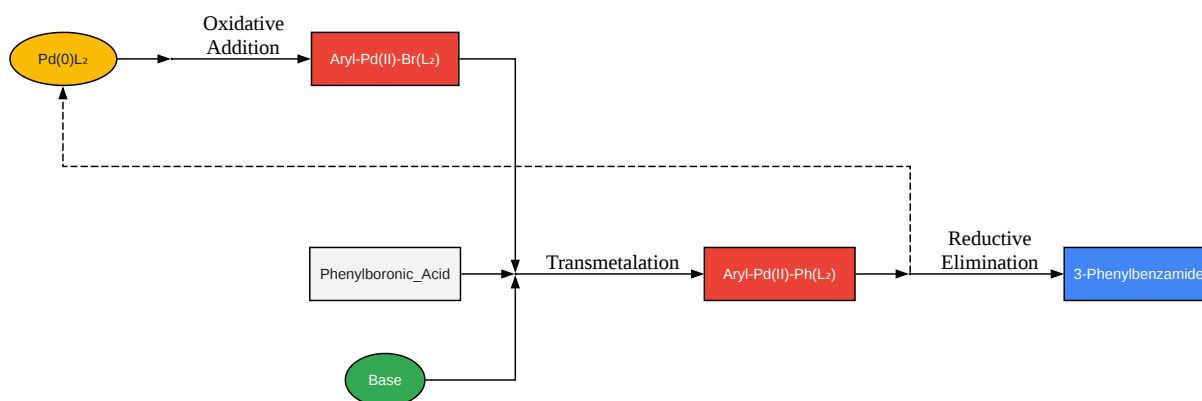 Oxidative
Addition
Pd(0)L₂
Aryl-Pd(II)-Br(L₂)
Phenylboronic_Acid
Transmetalation
Aryl-Pd(II)-Ph(L₂)
Reductive
Elimination
3-Phenylbenzamide
Base